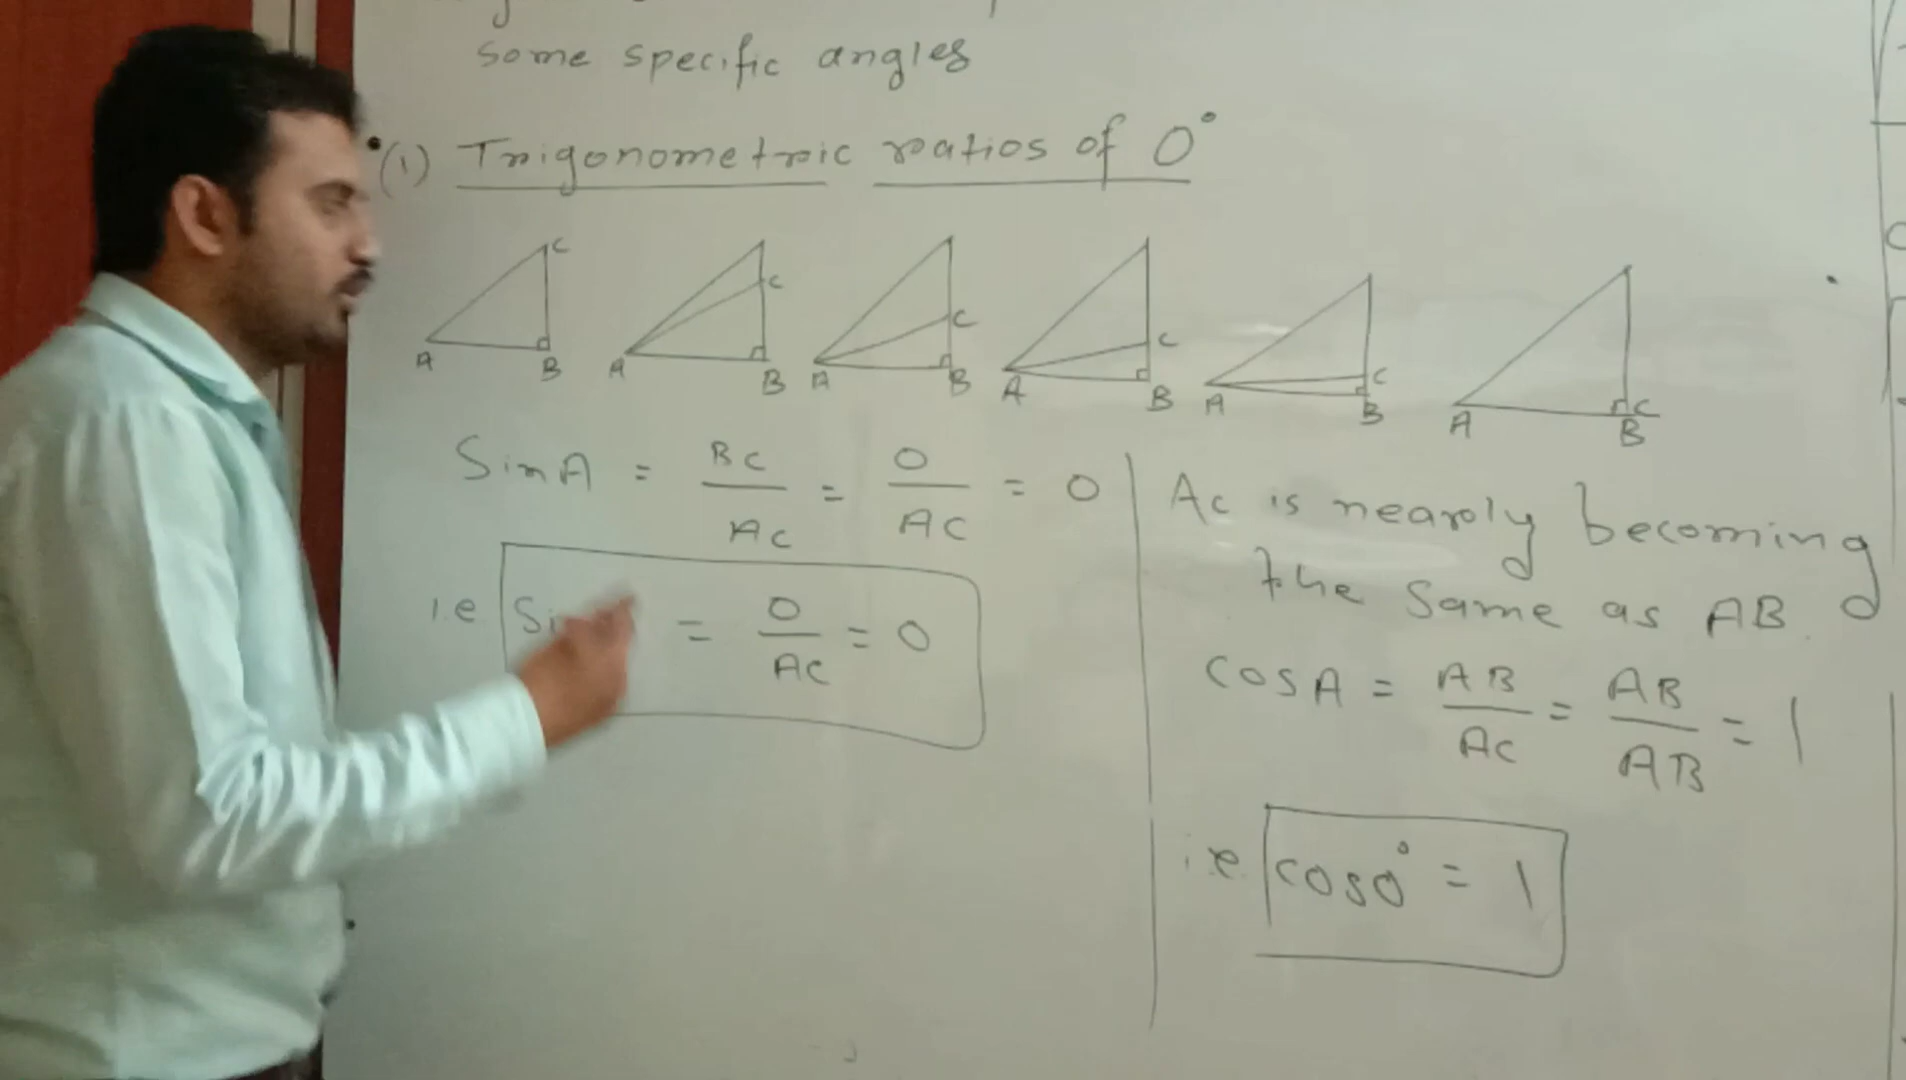 some specific angles
(1) Trigonometric ratios of 0°
C C C C C C
A B A B A B A B A B A B
SinA = BC/AC = 0/AC = 0
i.e = 0/AC = 0
AC is nearly becoming
the same as AB.
cosA = AB/AC = AB/AB = 1
i.e cos0° = 1